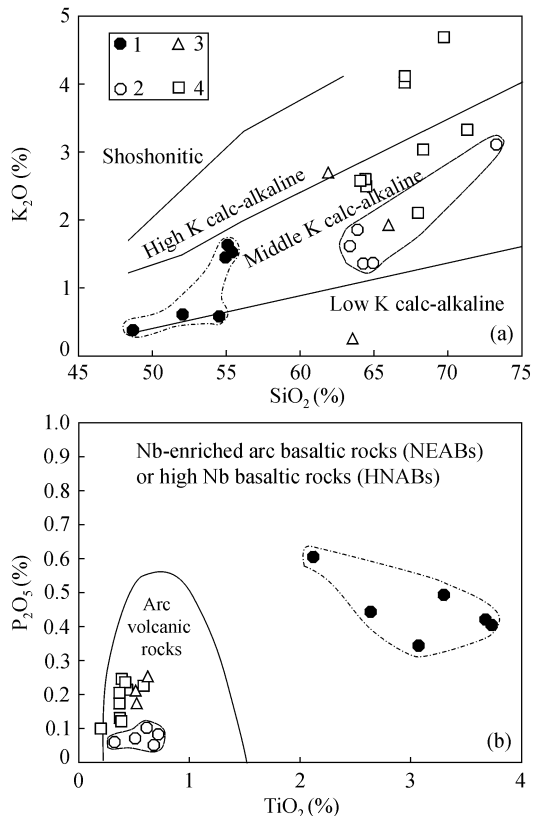 5
4
3
2
1
0
K₂O (%)
1 3
2 4
Shoshonitic
High K calc-alkaline
Middle K calc-alkaline
Low K calc-alkaline
(a)
45 50 55 60 65 70 75
SiO₂ (%)
1.0
0.9
0.8
0.7
0.6
0.5
0.4
0.3
0.2
0.1
0
P₂O₅ (%)
Nb-enriched arc basaltic rocks (NEABs)
or high Nb basaltic rocks (HNABs)
Arc
volcanic
rocks
(b)
0 1 2 3 4
TiO₂ (%)